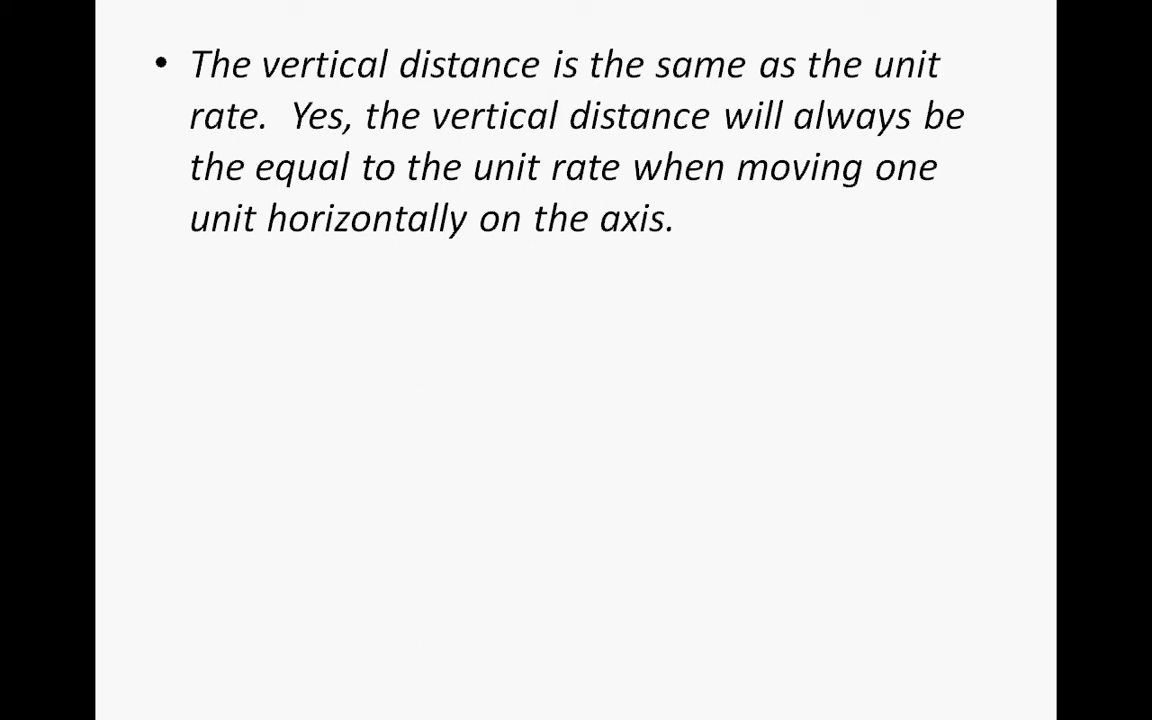 • The vertical distance is the same as the unit
rate.  Yes, the vertical distance will always be
the equal to the unit rate when moving one
unit horizontally on the axis.